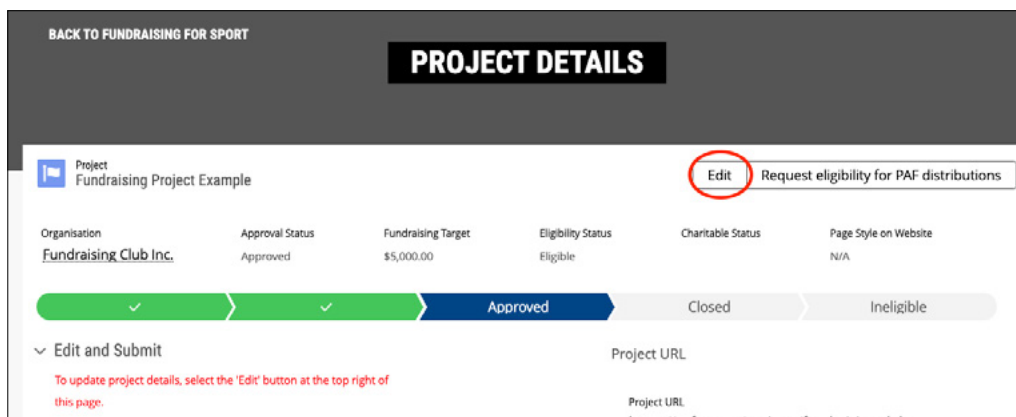 BACK TO FUNDRAISING FOR SPORT
PROJECT DETAILS
Project
Fundraising Project Example
Edit
Request eligibility for PAF distributions
Organisation
Approval Status
Fundraising Target
Eligibility Status
Charitable Status
Page Style on Website
Fundraising Club Inc.
Approved
$5,000.00
Eligible
N/A
Approved
Closed
Ineligible
Edit and Submit
Project URL
To update project details, select the 'Edit' button at the top right of
this page.
Project URL